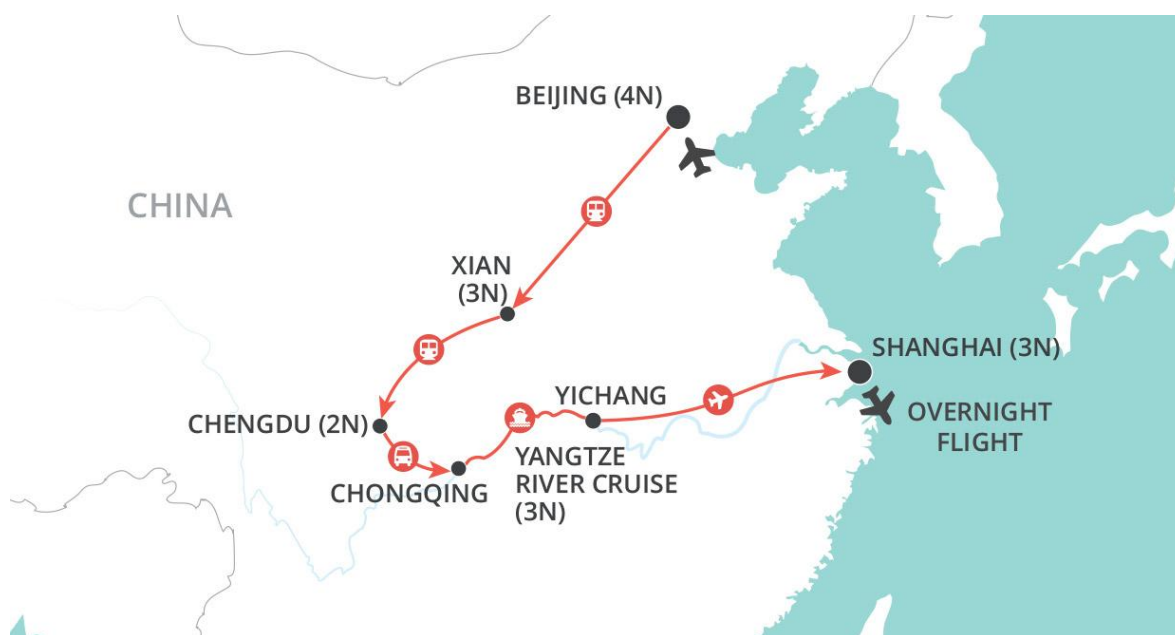 BEIJING (4N)
CHINA
XIAN
(3N)
SHANGHAI (3N)
YICHANG
CHENGDU (2N)
OVERNIGHT
FLIGHT
YANGTZE
RIVER CRUISE
(3N)
CHONGQING